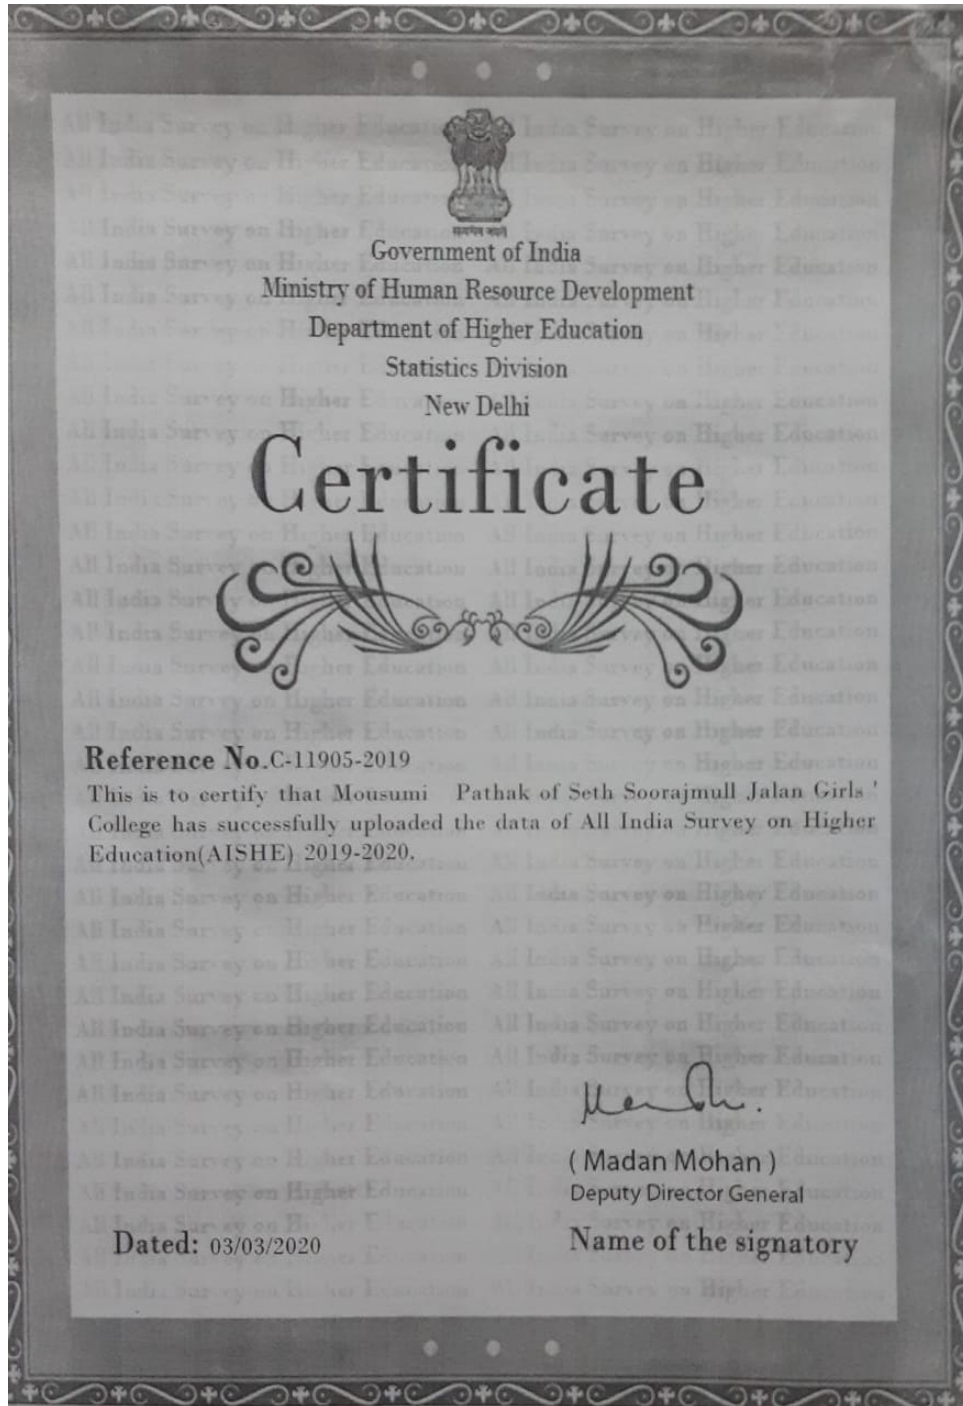 Government of India
Ministry of Human Resource Development
Department of Higher Education
Statistics Division
New Delhi
Certificate
Reference No.C-11905-2019
This is to certify that Mousumi Pathak of Seth Soorajmull Jalan Girls '
College has successfully uploaded the data of All India Survey on Higher
Education(AISHE) 2019-2020.
( Madan Mohan )
Deputy Director General
Dated: 03/03/2020
Name of the signatory